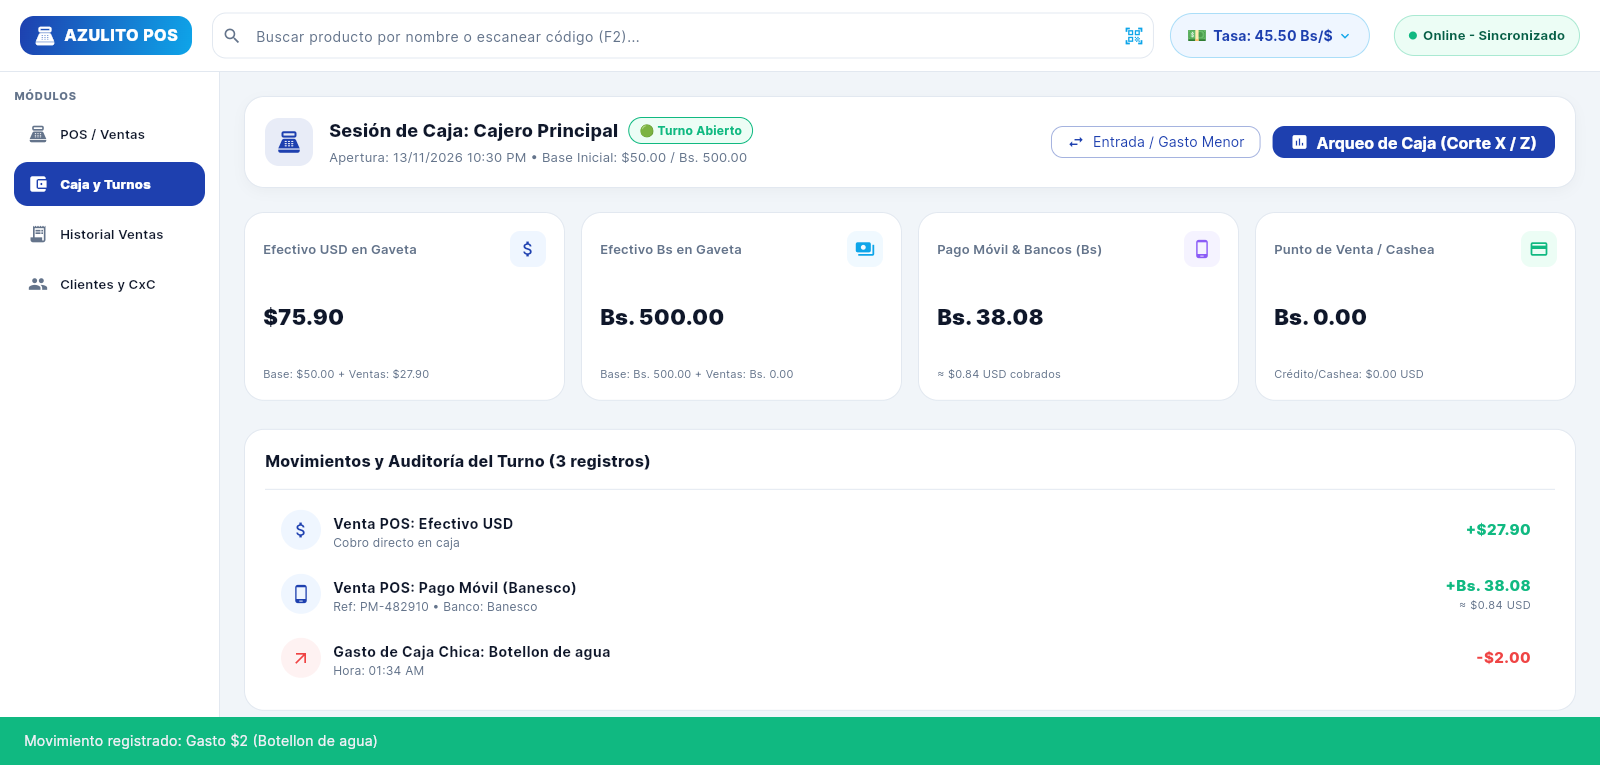 AZULITO POS
Buscar producto por nombre o escanear código (F2)...
Tasa: 45.50 Bs/$
Online - Sincronizado
MÓDULOS
POS / Ventas
Caja y Turnos
Historial Ventas
Clientes y CxC
Sesión de Caja: Cajero Principal
Turno Abierto
Apertura: 13/11/2026 10:30 PM • Base Inicial: $50.00 / Bs. 500.00
Entrada / Gasto Menor
Arqueo de Caja (Corte X / Z)
Efectivo USD en Gaveta
$75.90
Base: $50.00 + Ventas: $27.90
Efectivo Bs en Gaveta
Bs. 500.00
Base: Bs. 500.00 + Ventas: Bs. 0.00
Pago Móvil & Bancos (Bs)
Bs. 38.08
≈ $0.84 USD cobrados
Punto de Venta / Cashea
Bs. 0.00
Crédito/Cashea: $0.00 USD
Movimientos y Auditoría del Turno (3 registros)
Venta POS: Efectivo USD
Cobro directo en caja
+$27.90
Venta POS: Pago Móvil (Banesco)
Ref: PM-482910 • Banco: Banesco
+Bs. 38.08
≈ $0.84 USD
Gasto de Caja Chica: Botellon de agua
Hora: 01:34 AM
-$2.00
Movimiento registrado: Gasto $2 (Botellon de agua)